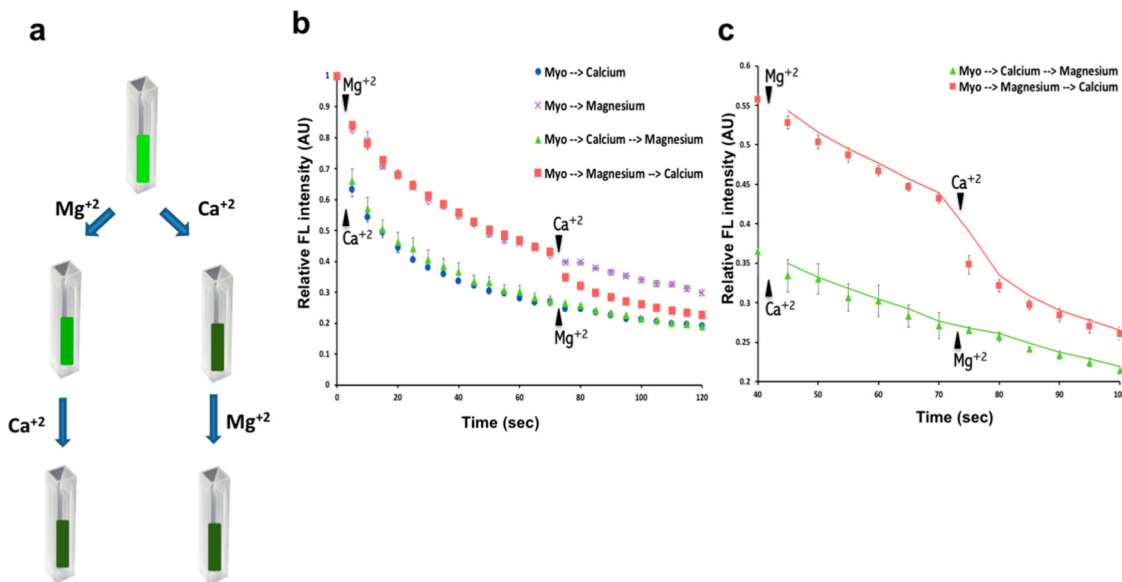 a
Mg+2
Ca+2
Ca+2
Mg+2
b
Relative FL intensity (AU)
1
0.9
0.8
0.7
0.6
0.5
0.4
0.3
0.2
0.1
0
0
20
40
60
80
100
120
Time (sec)
Mg+2
Ca+2
Ca+2
Mg+2
Myo --> Calcium
Myo --> Magnesium
Myo --> Calcium --> Magnesium
Myo --> Magnesium --> Calcium
c
Relative FL intensity (AU)
0.6
0.55
0.5
0.45
0.4
0.35
0.3
0.25
0.2
40
50
60
70
80
90
100
Time (sec)
Mg+2
Ca+2
Ca+2
Mg+2
Myo --> Calcium --> Magnesium
Myo --> Magnesium --> Calcium